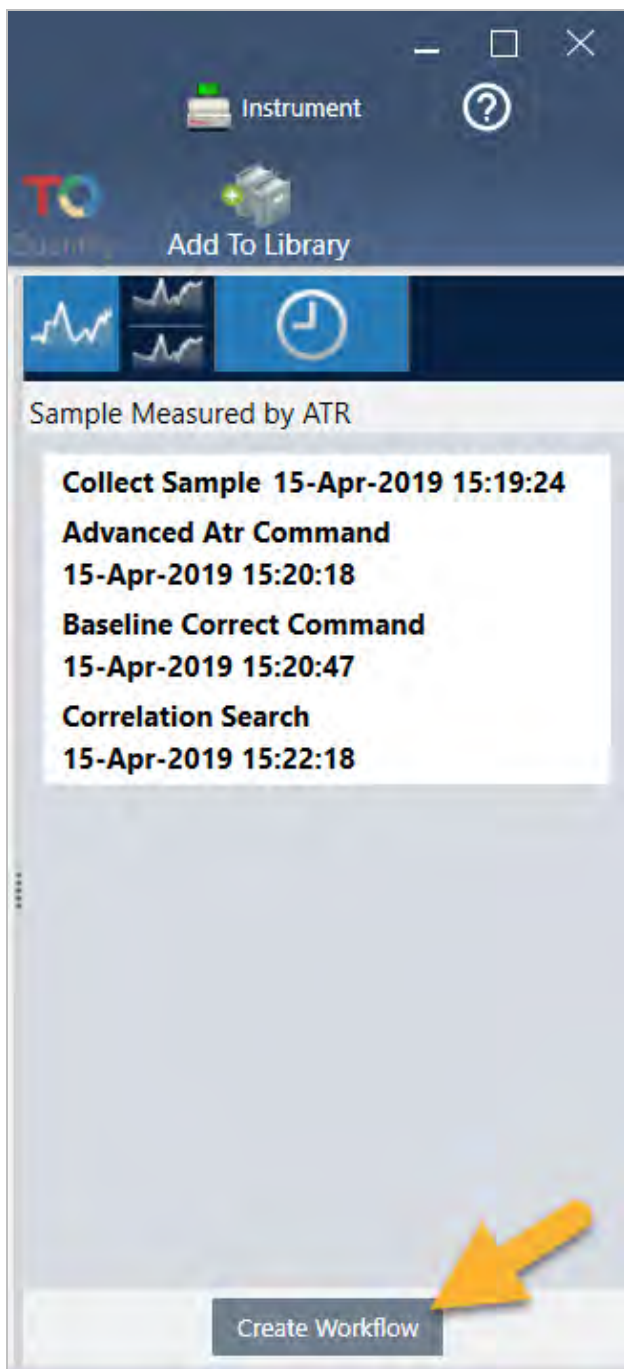 Instrument
TQ
Quantify
Add To Library
Sample Measured by ATR
Collect Sample 15-Apr-2019 15:19:24
Advanced Atr Command
15-Apr-2019 15:20:18
Baseline Correct Command
15-Apr-2019 15:20:47
Correlation Search
15-Apr-2019 15:22:18
Create Workflow